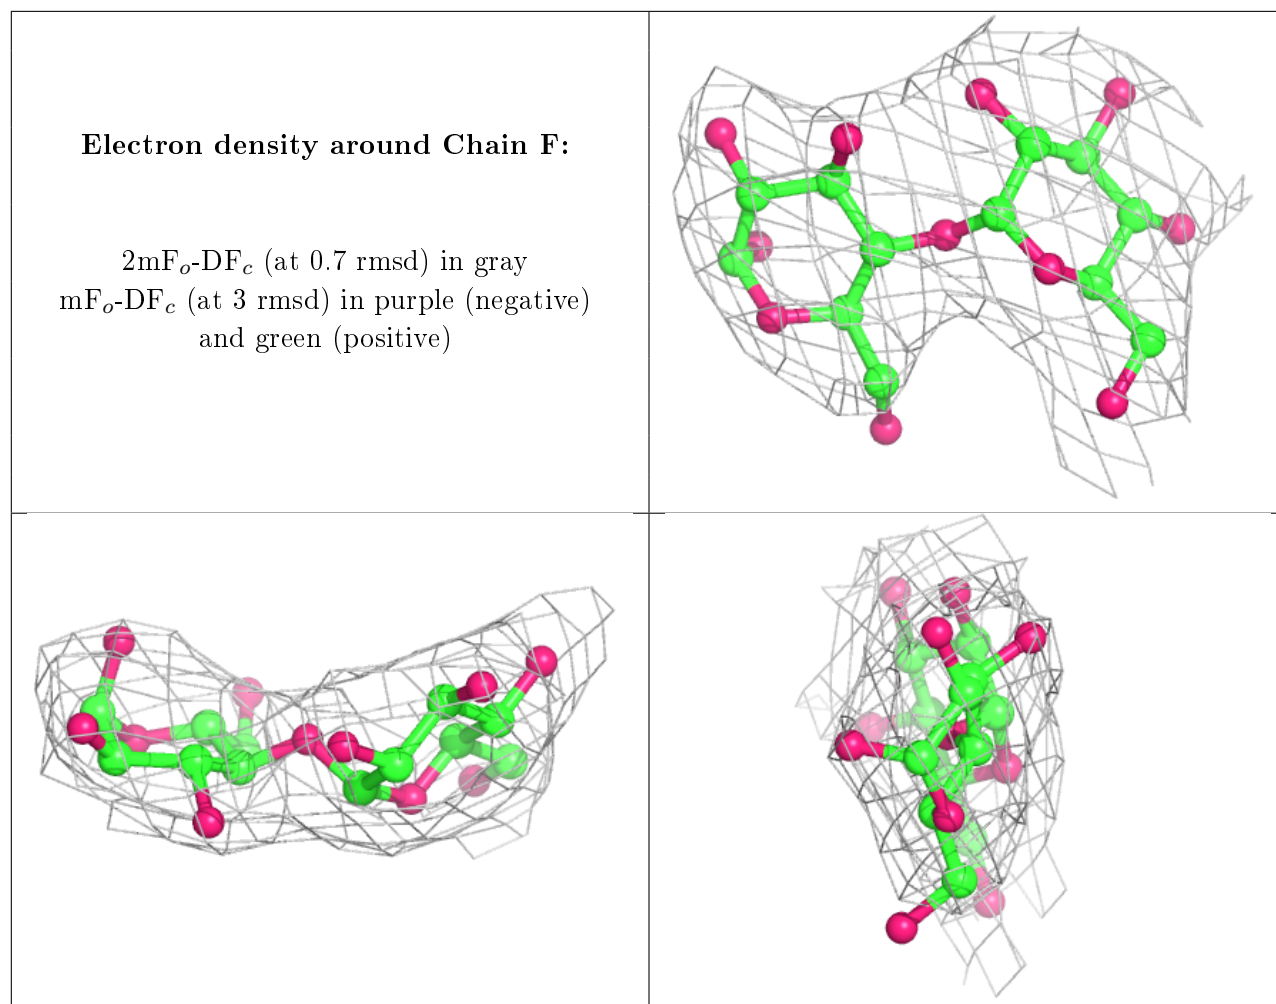 Electron density around Chain F:
2mFₒ-DF𝒸 (at 0.7 rmsd) in gray
mFₒ-DF𝒸 (at 3 rmsd) in purple (negative)
and green (positive)